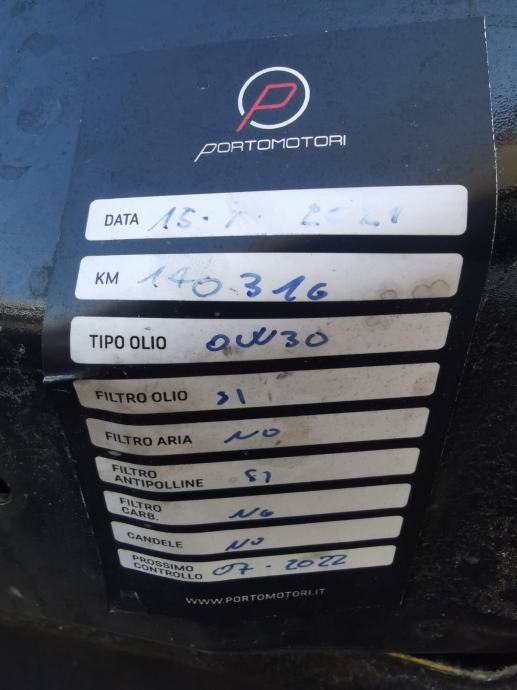 PORTOMOTORI
DATA 15. 7. 2021
KM 140316
TIPO OLIO 0W30
FILTRO OLIO SI
FILTRO ARIA NO
FILTRO
ANTIPOLLINE SI
FILTRO
CARB. NO
CANDELE NO
PROSSIMO
CONTROLLO 07-2022
WWW.PORTOMOTORI.IT